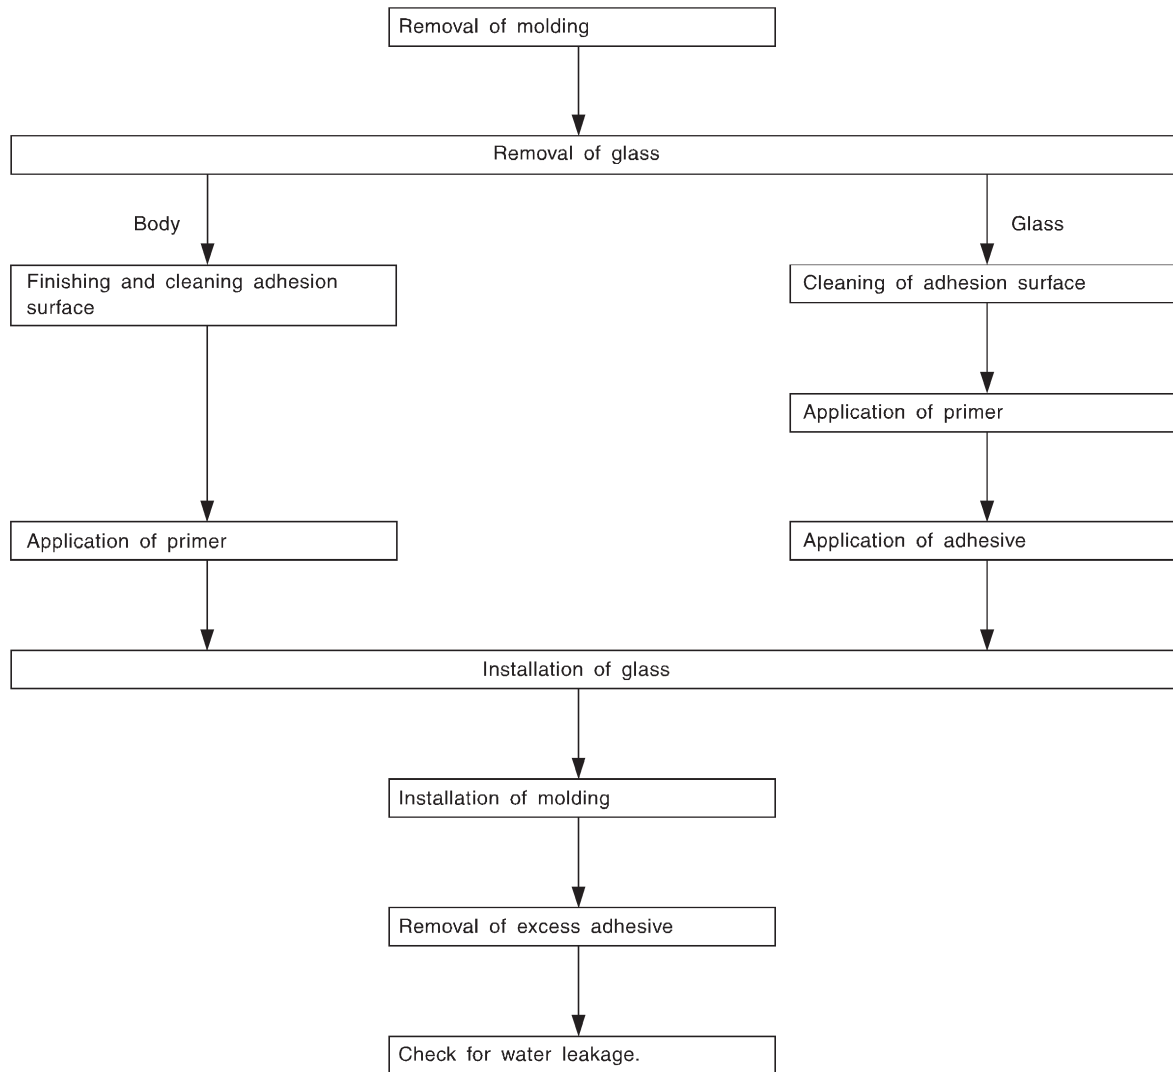 Removal of molding
Removal of glass
Body
Glass
Finishing and cleaning adhesion
surface
Cleaning of adhesion surface
Application of primer
Application of primer
Application of adhesive
Installation of glass
Installation of molding
Removal of excess adhesive
Check for water leakage.